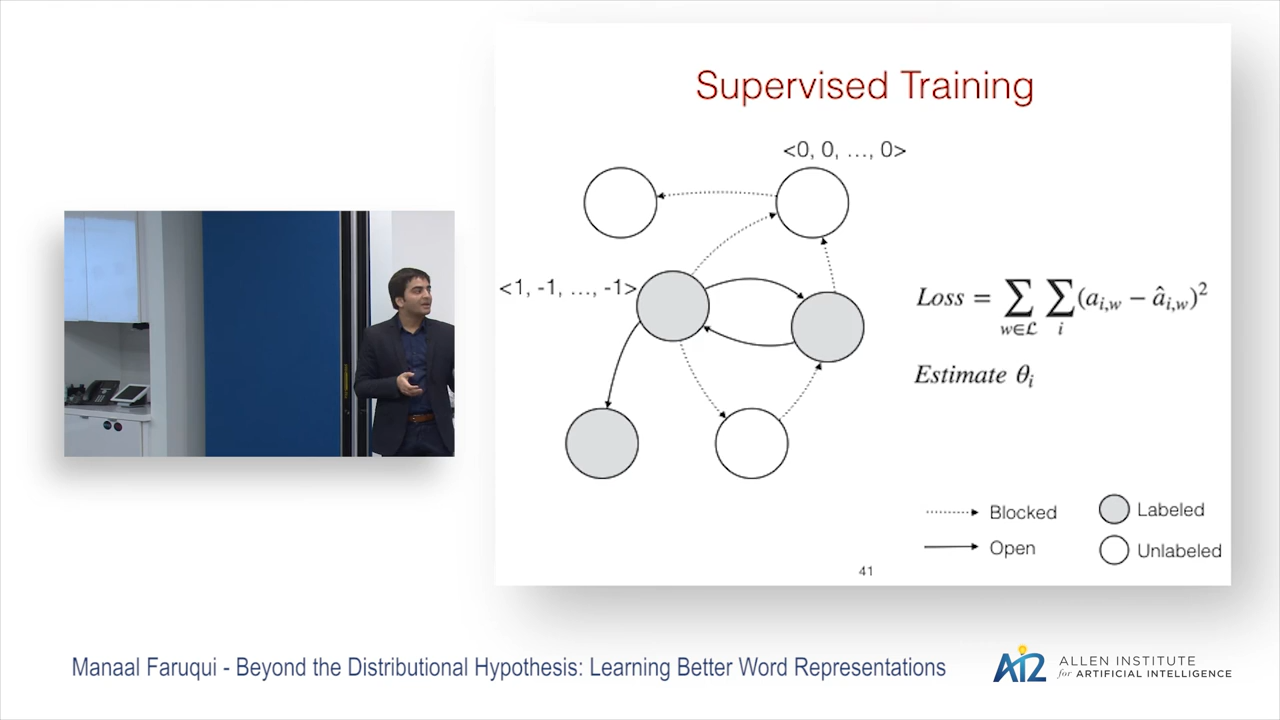 Supervised Training
<0, 0, ..., 0>
<1, -1, ..., -1>
Loss = ∑_{w∈ℒ} ∑_{i} (a_{i,w} − â_{i,w})²
Estimate θ_i
Blocked
Labeled
Open
Unlabeled
41
Manaal Faruqui - Beyond the Distributional Hypothesis: Learning Better Word Representations
AI2
ALLEN INSTITUTE
for ARTIFICIAL INTELLIGENCE